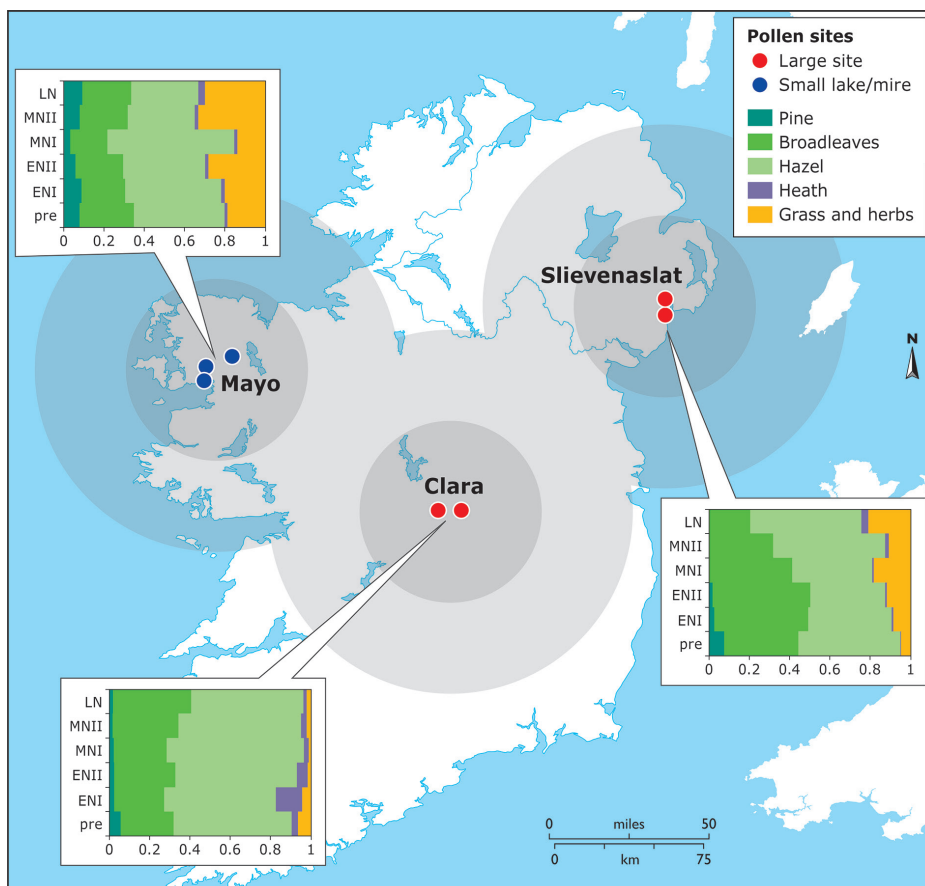 Pollen sites
Large site
Small lake/mire
Pine
Broadleaves
Hazel
Heath
Grass and herbs
LN
MNII
MNI
ENII
ENI
pre
0 0.2 0.4 0.6 0.8 1
Mayo
Slievenaslat
N
Clara
LN
MNII
MNI
ENII
ENI
pre
0 0.2 0.4 0.6 0.8 1
LN
MNII
MNI
ENII
ENI
pre
0 0.2 0.4 0.6 0.8 1
0 miles 50
0 km 75